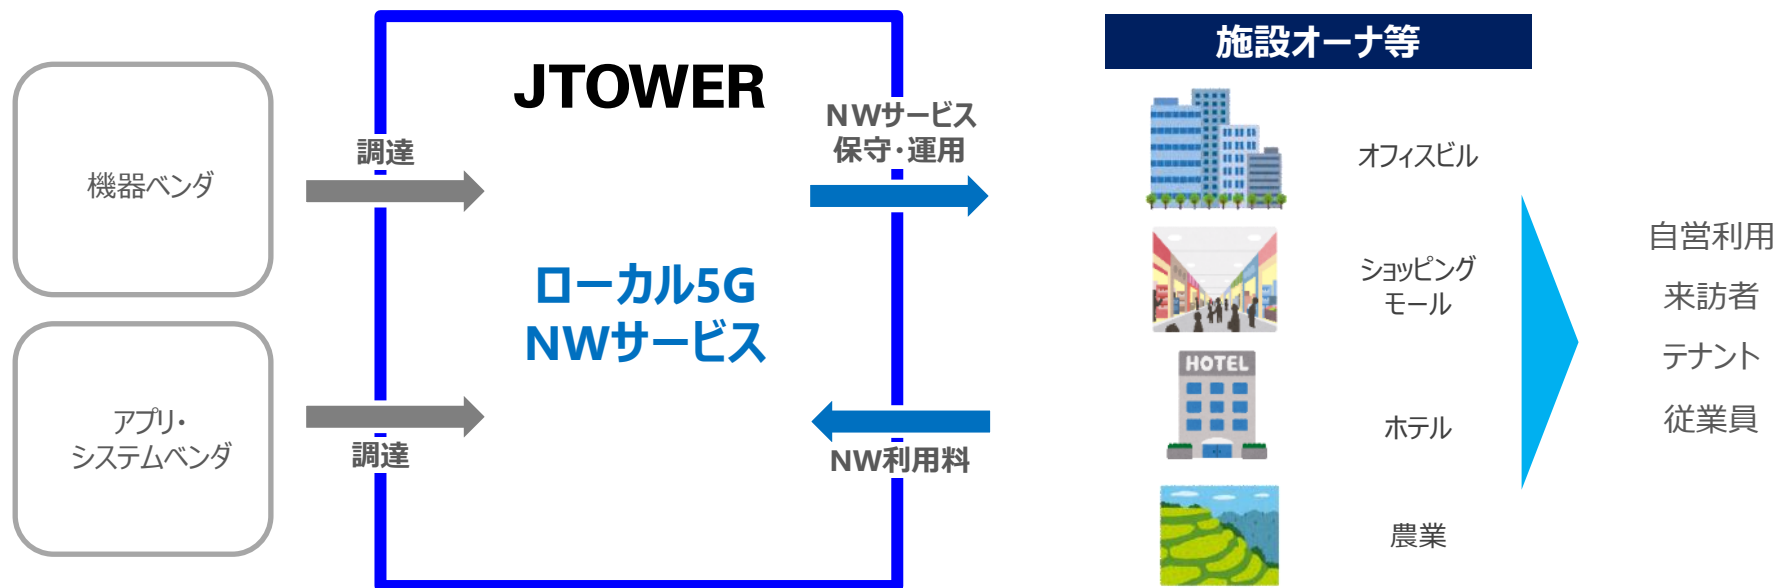 機器ベンダ
アプリ・
システムベンダ
調達
調達
JTOWER
ローカル5G
NWサービス
NWサービス
保守・運用
NW利用料
施設オーナ等
オフィスビル
ショッピング
モール
HOTEL
ホテル
農業
自営利用
来訪者
テナント
従業員